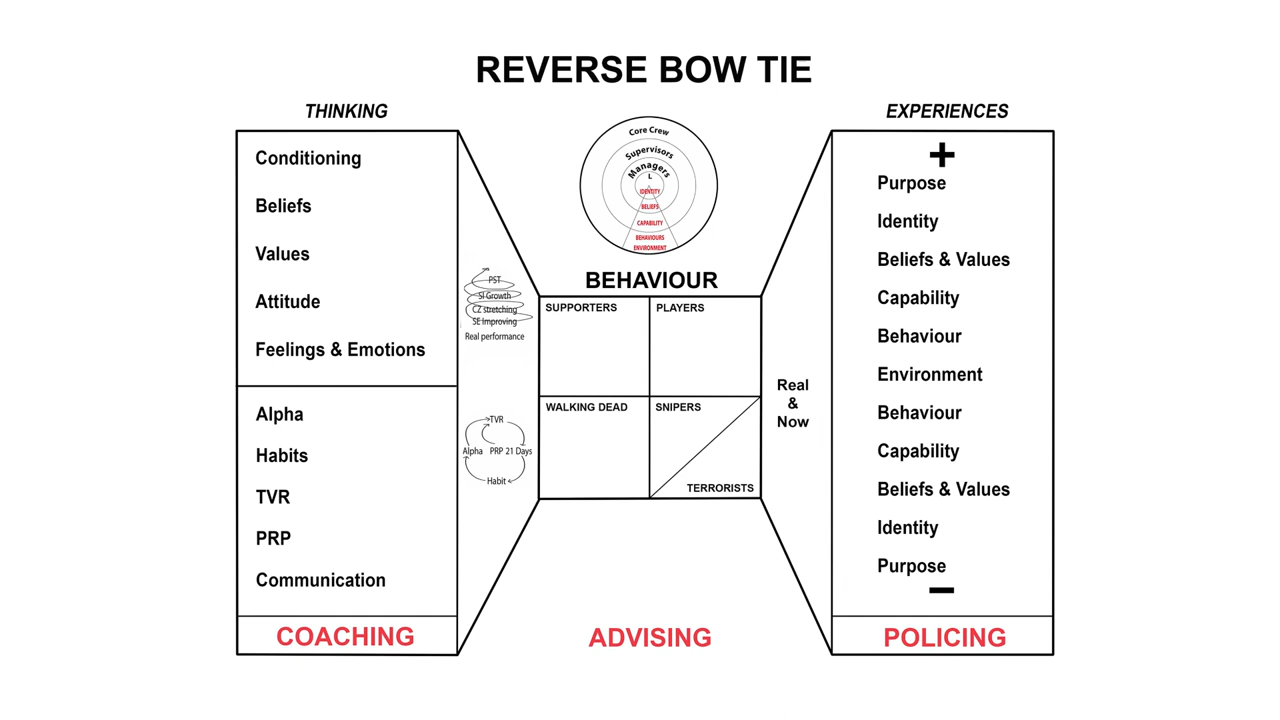 REVERSE BOW TIE
THINKING
Conditioning
Beliefs
Values
Attitude
Feelings & Emotions
Alpha
Habits
TVR
PRP
Communication
COACHING
PST
SI Growth
CZ stretching
SE Improving
Real performance
TVR
Alpha
PRP
21 Days
Habit
Core Crew
Supervisors
Managers
L
IDENTITY
BELIEFS
CAPABILITY
BEHAVIOURS
ENVIRONMENT
BEHAVIOUR
SUPPORTERS
PLAYERS
WALKING DEAD
SNIPERS
TERRORISTS
ADVISING
Real
&
Now
EXPERIENCES
+
Purpose
Identity
Beliefs & Values
Capability
Behaviour
Environment
Behaviour
Capability
Beliefs & Values
Identity
Purpose
−
POLICING